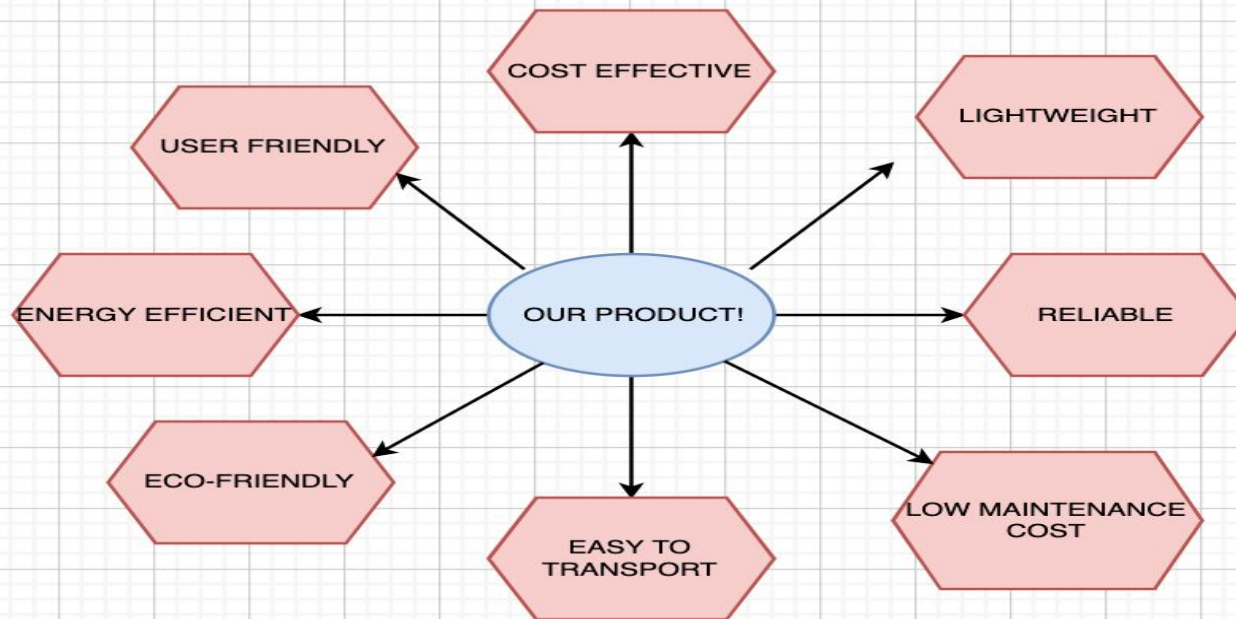 COST EFFECTIVE
LIGHTWEIGHT
USER FRIENDLY
ENERGY EFFICIENT
OUR PRODUCT!
RELIABLE
ECO-FRIENDLY
LOW MAINTENANCE
COST
EASY TO
TRANSPORT